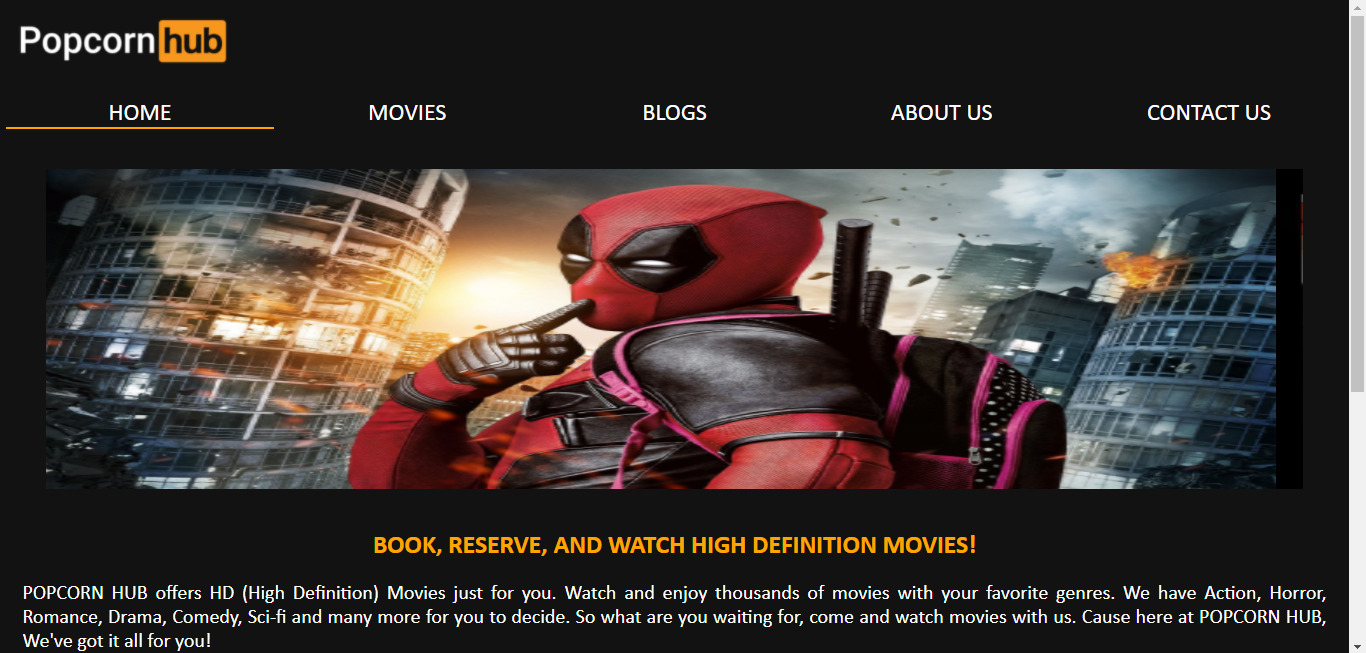 Popcorn hub
HOME MOVIES BLOGS ABOUT US CONTACT US
BOOK, RESERVE, AND WATCH HIGH DEFINITION MOVIES!
POPCORN HUB offers HD (High Definition) Movies just for you. Watch and enjoy thousands of movies with your favorite genres. We have Action, Horror,
Romance, Drama, Comedy, Sci-fi and many more for you to decide. So what are you waiting for, come and watch movies with us. Cause here at POPCORN HUB,
We've got it all for you!